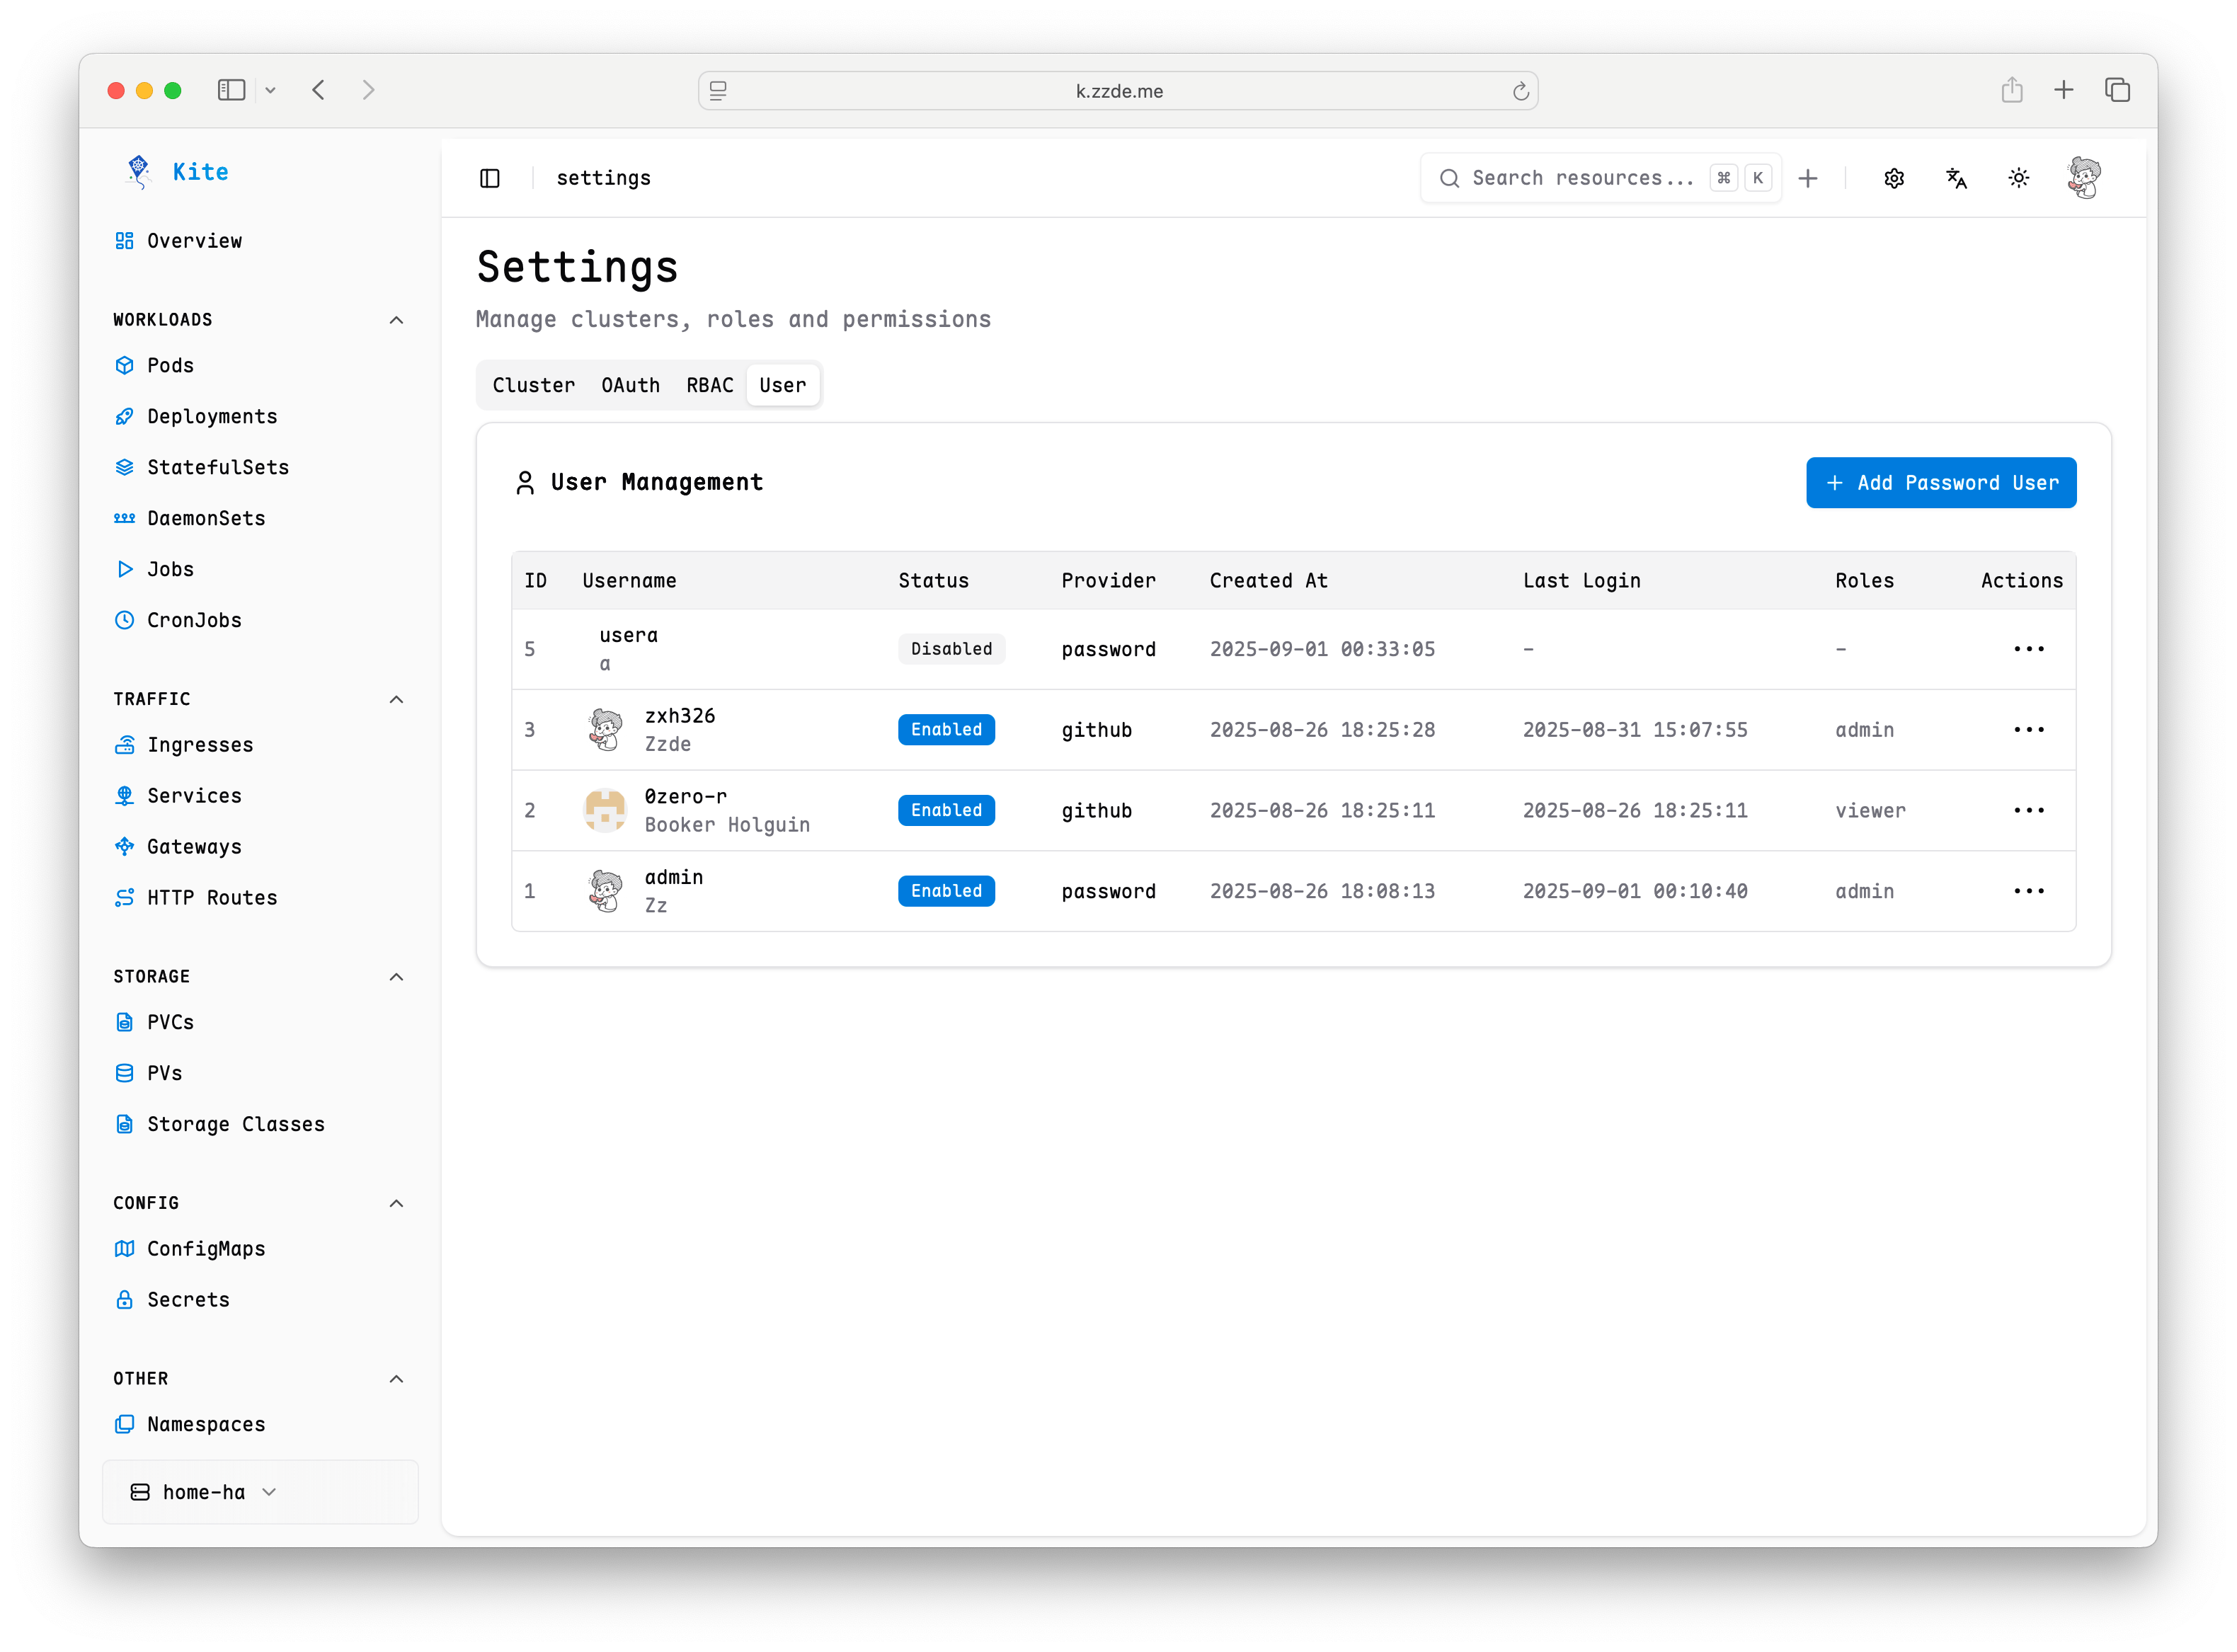 k.zzde.me
Kite
Overview
WORKLOADS
Pods
Deployments
StatefulSets
DaemonSets
Jobs
CronJobs
TRAFFIC
Ingresses
Services
Gateways
HTTP Routes
STORAGE
PVCs
PVs
Storage Classes
CONFIG
ConfigMaps
Secrets
OTHER
Namespaces
home-ha
settings
Search resources... ⌘ K
Settings
Manage clusters, roles and permissions
Cluster OAuth RBAC User
User Management
+ Add Password User
ID Username Status Provider Created At Last Login Roles Actions
5 usera Disabled password 2025-09-01 00:33:05 - - ...
a
3 zxh326 Enabled github 2025-08-26 18:25:28 2025-08-31 15:07:55 admin ...
Zzde
2 0zero-r Enabled github 2025-08-26 18:25:11 2025-08-26 18:25:11 viewer ...
Booker Holguin
1 admin Enabled password 2025-08-26 18:08:13 2025-09-01 00:10:40 admin ...
Zz